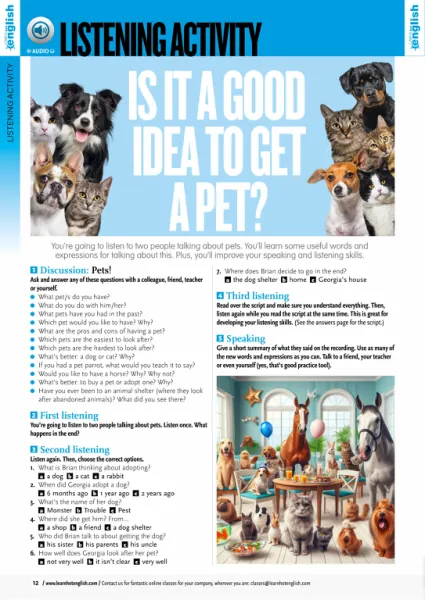 english
AUDIO
LISTENING ACTIVITY
english
LISTENING ACTIVITY
IS IT A GOOD
IDEA TO GET
A PET?
You're going to listen to two people talking about pets. You'll learn some useful words and
expressions for talking about this. Plus, you'll improve your speaking and listening skills.
1 Discussion: Pets!
Ask and answer any of these questions with a colleague, friend, teacher
or yourself.
What pet/s do you have?
What do you do with him/her?
What pets have you had in the past?
Which pet would you like to have? Why?
What are the pros and cons of having a pet?
Which pets are the easiest to look after?
Which pets are the hardest to look after?
What's better: a dog or cat? Why?
If you had a pet parrot, what would you teach it to say?
Would you like to have a horse? Why? Why not?
What's better: to buy a pet or adopt one? Why?
Have you ever been to an animal shelter (where they look
after abandoned animals)? What did you see there?
2 First listening
You're going to listen to two people talking about pets. Listen once. What
happens in the end?
3 Second listening
Listen again. Then, choose the correct options.
1. What is Brian thinking about adopting?
a a dog b a cat c a rabbit
2. When did Georgia adopt a dog?
a 6 months ago b 1 year ago c 2 years ago
3. What's the name of her dog?
a Monster b Trouble c Pest
4. Where did she get him? From...
a a shop b a friend c a dog shelter
5. Who did Brian talk to about getting the dog?
a his sister b his parents c his uncle
6. How well does Georgia look after her pet?
a not very well b it isn't clear c very well
7. Where does Brian decide to go in the end?
a the dog shelter b home c Georgia's house
4 Third listening
Read over the script and make sure you understand everything. Then,
listen again while you read the script at the same time. This is great for
developing your listening skills. (See the answers page for the script.)
5 Speaking
Give a short summary of what they said on the recording. Use as many of
the new words and expressions as you can. Talk to a friend, your teacher
or even yourself (yes, that's good practice tool).
12 / www.learnhotenglish.com / Contact us for fantastic online classes for your company, wherever you are: classes@learnhotenglish.com